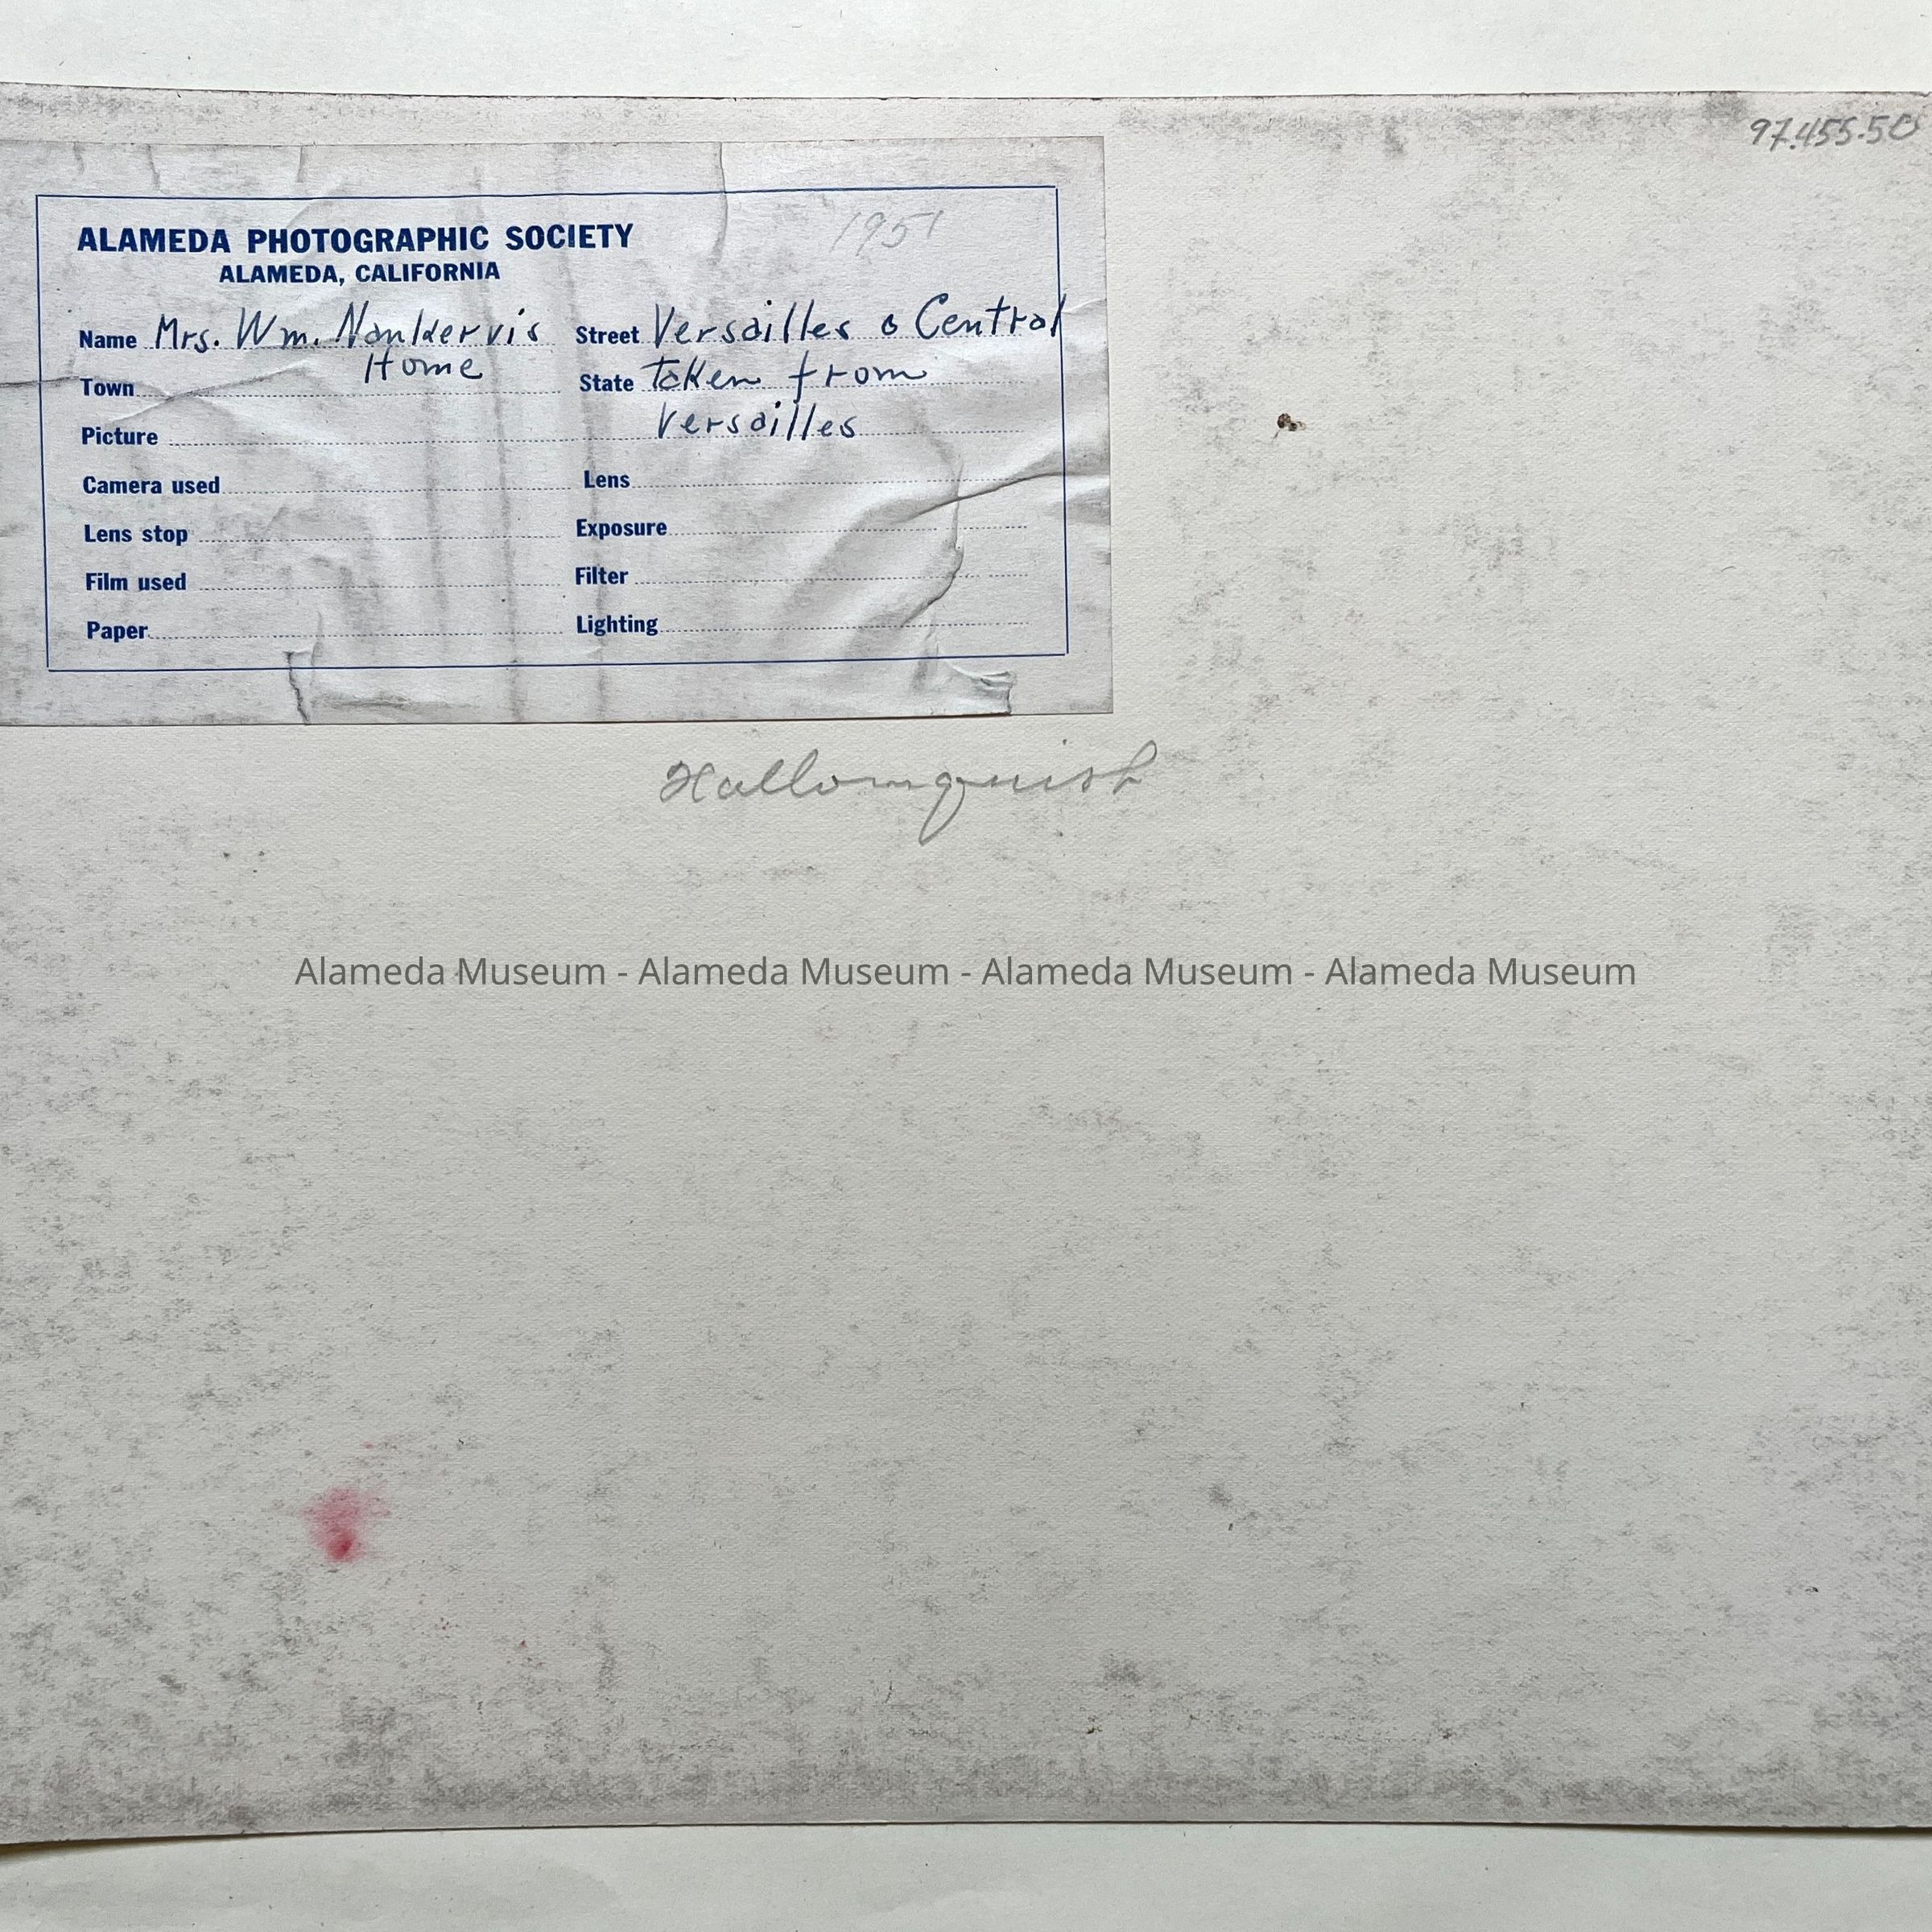 97.455.50
ALAMEDA PHOTOGRAPHIC SOCIETY 1951
ALAMEDA, CALIFORNIA
Name Mrs. Wm. Nankervis Street Versailles & Central
Home
Town State taken from
Versailles
Picture
Camera used Lens
Lens stop Exposure
Film used Filter
Paper Lighting
Hallomquist
Alameda Museum - Alameda Museum - Alameda Museum - Alameda Museum